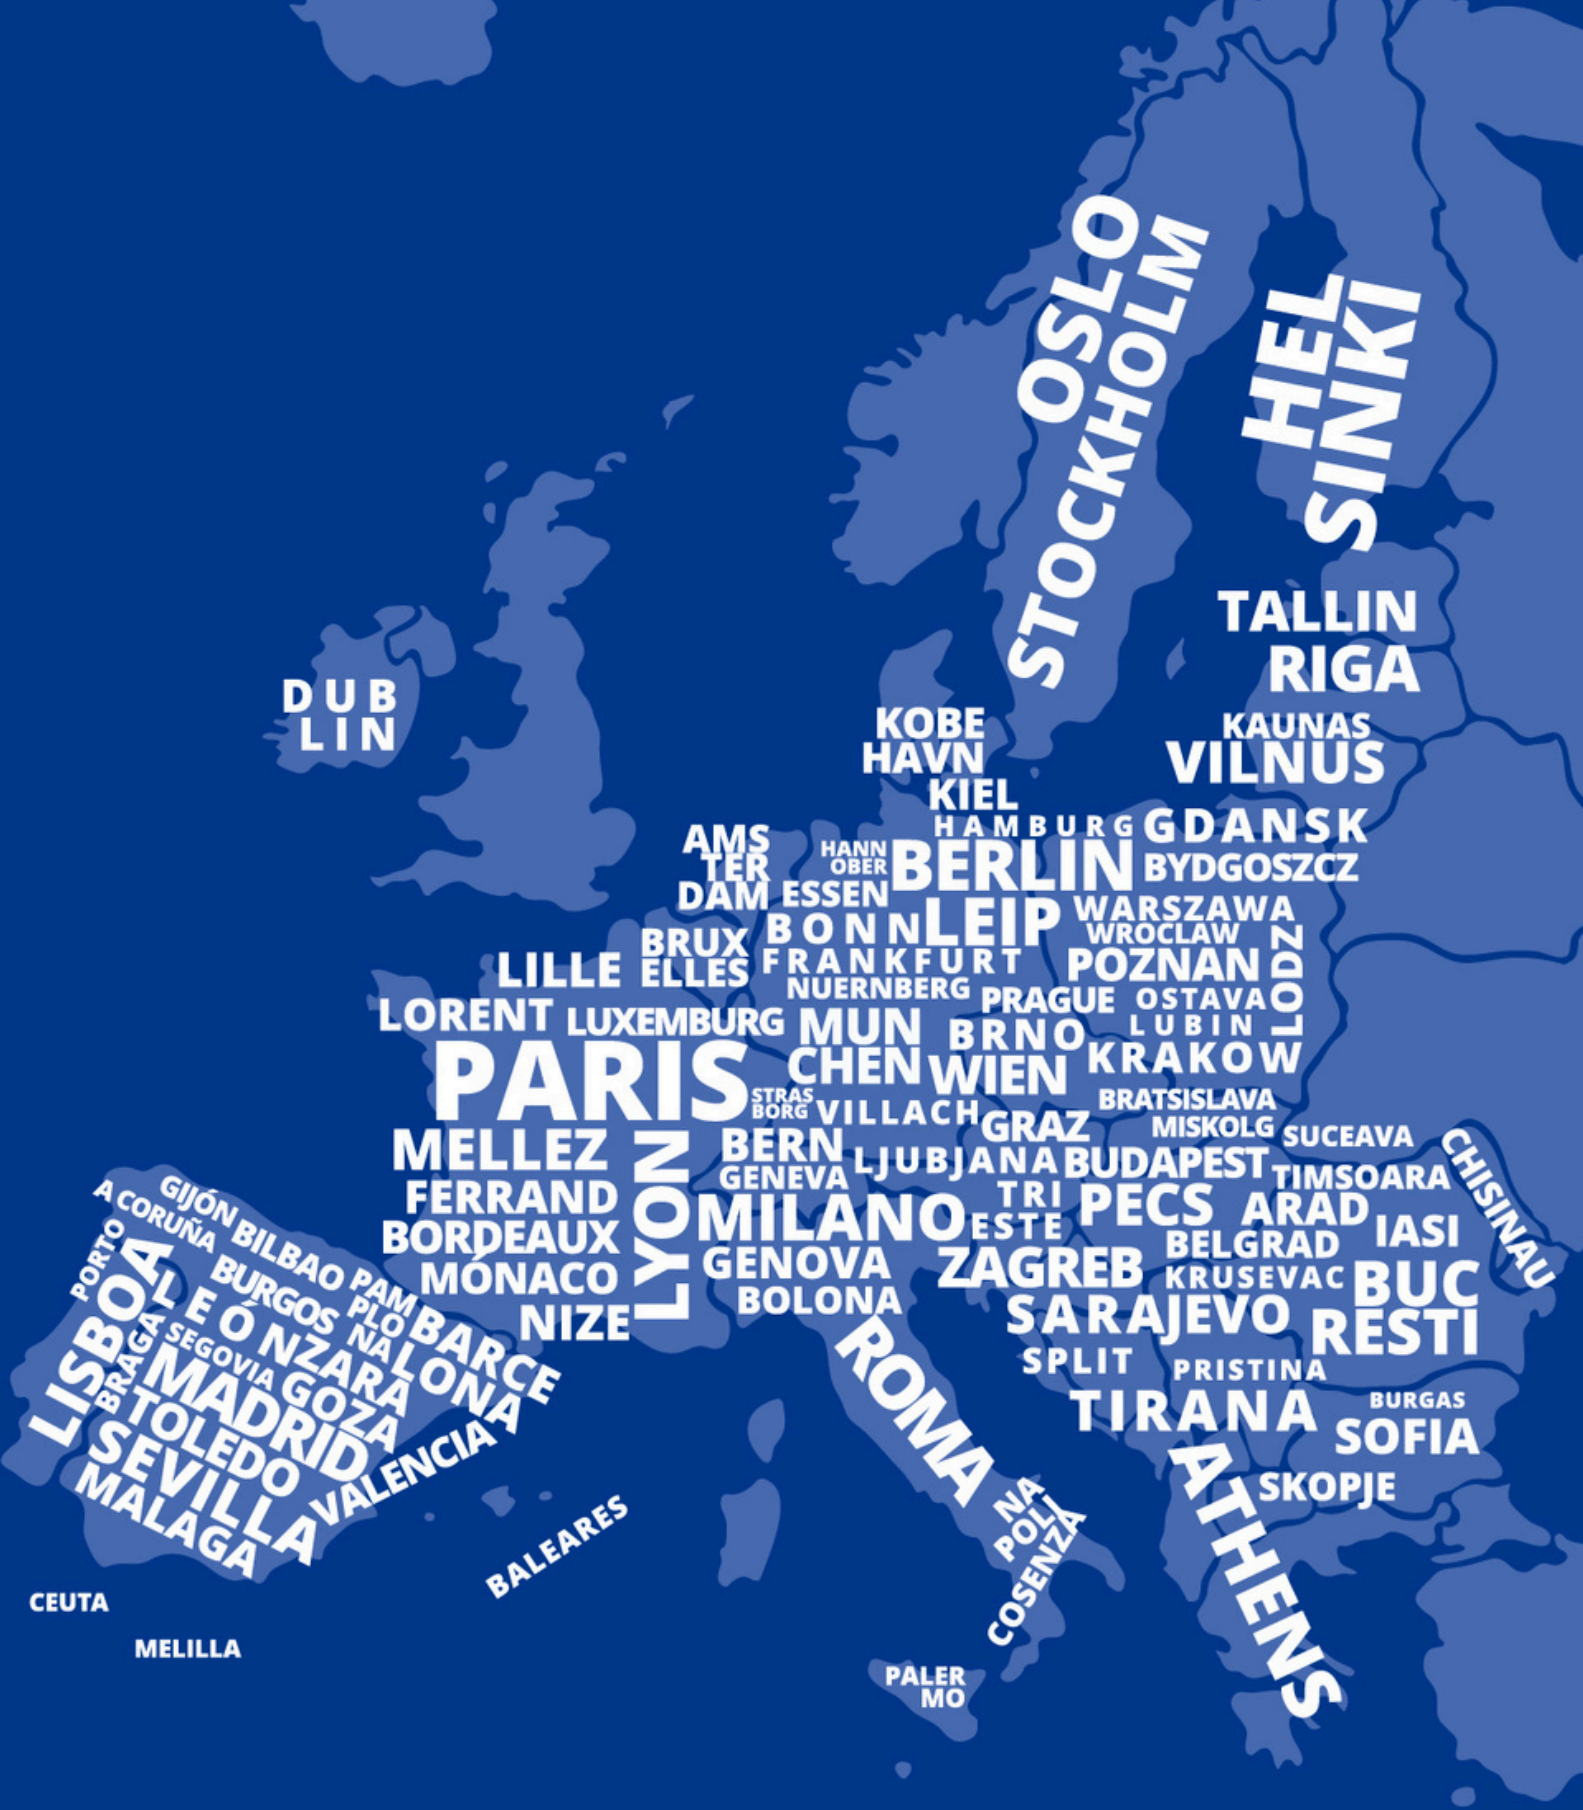 OSLO
STOCKHOLM
HEL
SINKI
TALLIN
RIGA
KAUNAS
VILNUS
DUB
LIN
KOBE
HAVN
KIEL
HAMBURG
GDANSK
AMS
TER
DAM
HANN
OBER
BERLIN
BYDGOSZCZ
ESSEN
BONN
LEIP
WARSZAWA
WROCLAW
LODZ
BRUX
ELLES
LILLE
FRANKFURT
POZNAN
NUERNBERG
PRAGUE
OSTAVA
LORENT
LUXEMBURG
MUN
CHEN
BRNO
LUBIN
KRAKOW
PARIS
WIEN
STRAS
BORG
VILLACH
GRAZ
BRATSISLAVA
MISKOLG
SUCEAVA
CHISINAU
MELLEZ
LYON
BERN
LJUBJANA
BUDAPEST
TIMSOARA
GENEVA
FERRAND
MILANO
TRI
ESTE
PECS
ARAD
IASI
BORDEAUX
GENOVA
ZAGREB
BELGRAD
KRUSEVAC
BUC
RESTI
MÓNACO
BOLONA
SARAJEVO
NIZE
SPLIT
PRISTINA
ROMA
TIRANA
BURGAS
SOFIA
SKOPJE
ATHENS
NA
POLI
COSENZA
PALER
MO
GIJÓN
A CORUÑA
BILBAO
PAM
PLO
NA
PORTO
LISBOA
BRAGA
BURGOS
LEÓN
ZARA
GOZA
BARCE
LONA
SEGOVIA
MADRID
TOLEDO
SEVILLA
MALAGA
VALENCIA
BALEARES
CEUTA
MELILLA